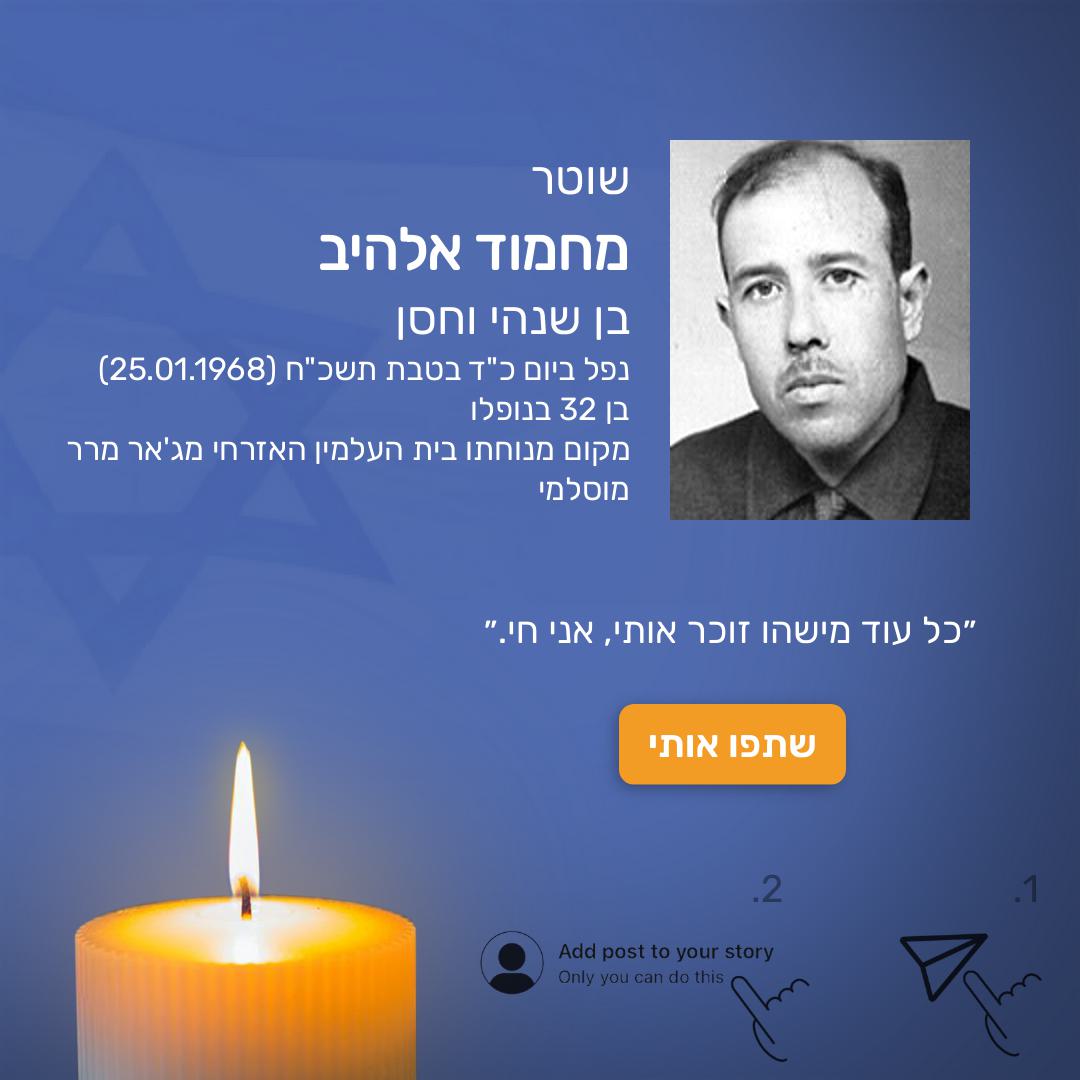 שוטר
מחמוד אלהיב
בן שנהי וחסן
נפל ביום כ"ד בטבת תשכ"ח (25.01.1968)
בן 32 בנופלו
מקום מנוחתו בית העלמין האזרחי מג'אר מרר
מוסלמי
״כל עוד מישהו זוכר אותי, אני חי.״
שתפו אותי
1.
2.
Add post to your story
Only you can do this